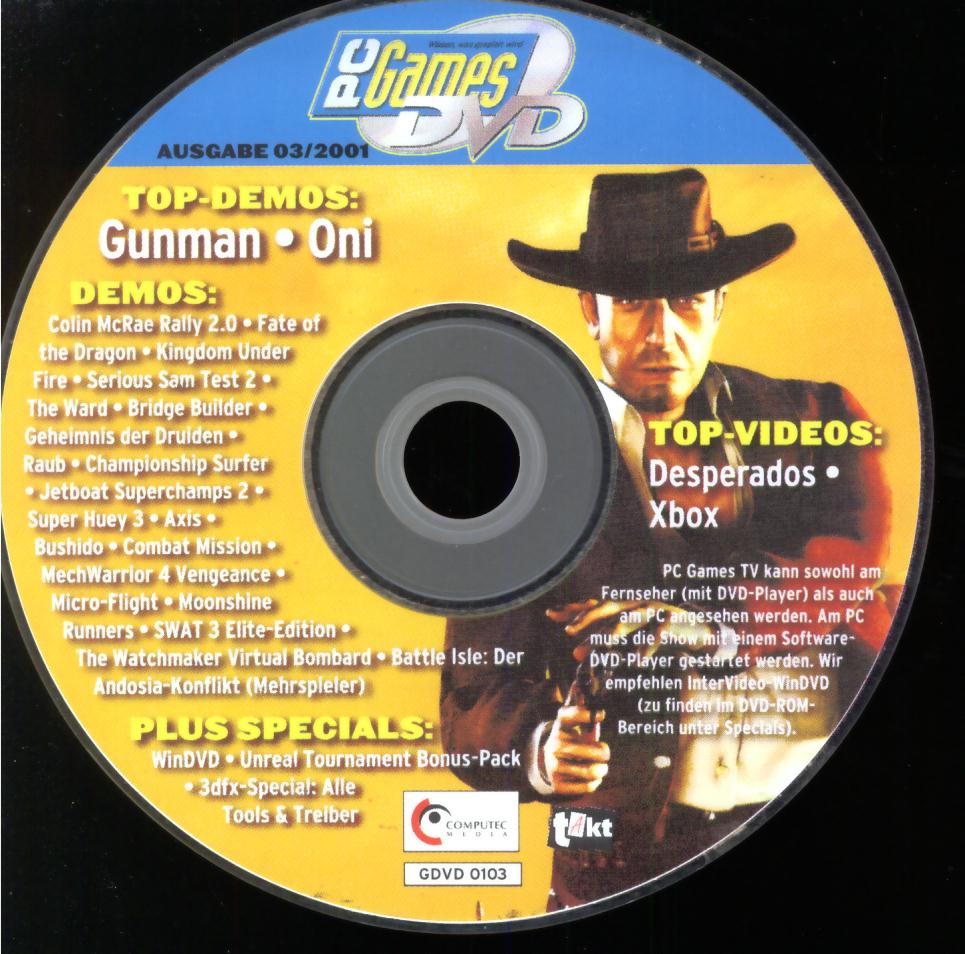 Wissen, was gespielt wird
PC Games
DVD
AUSGABE 03/2001
TOP-DEMOS:
Gunman • Oni
DEMOS:
Colin McRae Rally 2.0 • Fate of
the Dragon • Kingdom Under
Fire • Serious Sam Test 2 •
The Ward • Bridge Builder •
Geheimnis der Druiden •
Raub • Championship Surfer
• Jetboat Superchamps 2 •
Super Huey 3 • Axis •
Bushido • Combat Mission •
MechWarrior 4 Vengeance •
Micro-Flight • Moonshine
Runners • SWAT 3 Elite-Edition •
The Watchmaker Virtual Bombard • Battle Isle: Der
Andosia-Konflikt (Mehrspieler)
PLUS SPECIALS:
WinDVD • Unreal Tournament Bonus-Pack
• 3dfx-Special: Alle
Tools & Treiber
TOP-VIDEOS:
Desperados •
Xbox
PC Games TV kann sowohl am
Fernseher (mit DVD-Player) als auch
am PC angesehen werden. Am PC
muss die Show mit einem Software-
DVD-Player gestartet werden. Wir
empfehlen InterVideo-WinDVD
(zu finden im DVD-ROM-
Bereich unter Specials).
COMPUTEC
MEDIA
tAkt
GDVD 0103